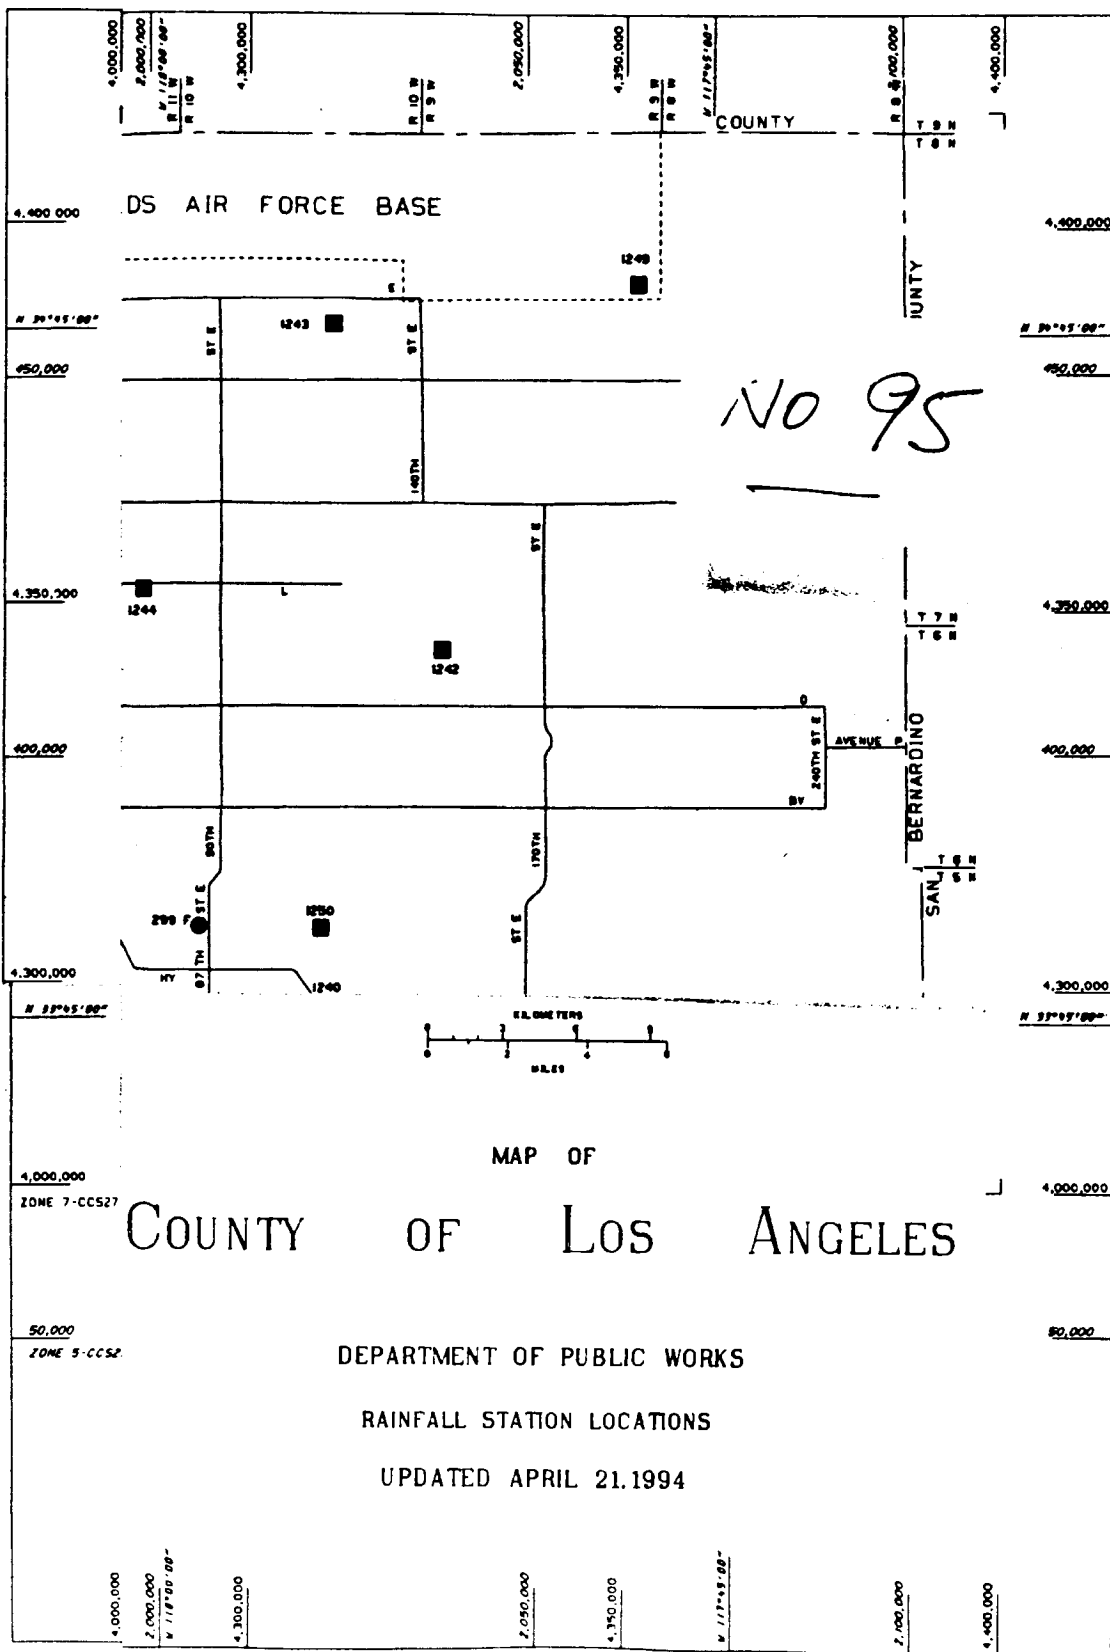 4,000,000
2,000,000
W 118°00'00"
R 11 W
R 10 W
4,300,000
R 10 W
R 9 W
2,050,000
4,350,000
R 9 W
R 8 W
W 117°45'00"
R 8 W
4,400,000
COUNTY
T 9 N
T 8 N
DS AIR FORCE BASE
4,400,000
4,400,000
1249
E
UNTY
1243
ST E
ST E
N 34°45'00"
N 34°45'00"
450,000
450,000
NO 95
140TH
ST E
4,350,000
L
1244
4,350,000
T 7 N
T 6 N
1242
O
240TH ST E
AVENUE P
400,000
400,000
BERNARDINO
BV
90TH
170TH
T 6 N
T 5 N
SAN
299 F
ST E
1250
ST E
87 TH
HY
1240
4,300,000
4,300,000
N 33°45'00"
N 33°45'00"
KILOMETERS
0
0 2 4 6
MILES
MAP OF
4,000,000
4,000,000
ZONE 7-CCS27
COUNTY OF LOS ANGELES
50,000
50,000
ZONE 5-CCS2
DEPARTMENT OF PUBLIC WORKS
RAINFALL STATION LOCATIONS
UPDATED APRIL 21.1994
4,000,000
2,000,000
W 118°00'00"
4,300,000
2,050,000
4,350,000
W 117°45'00"
2,100,000
4,400,000